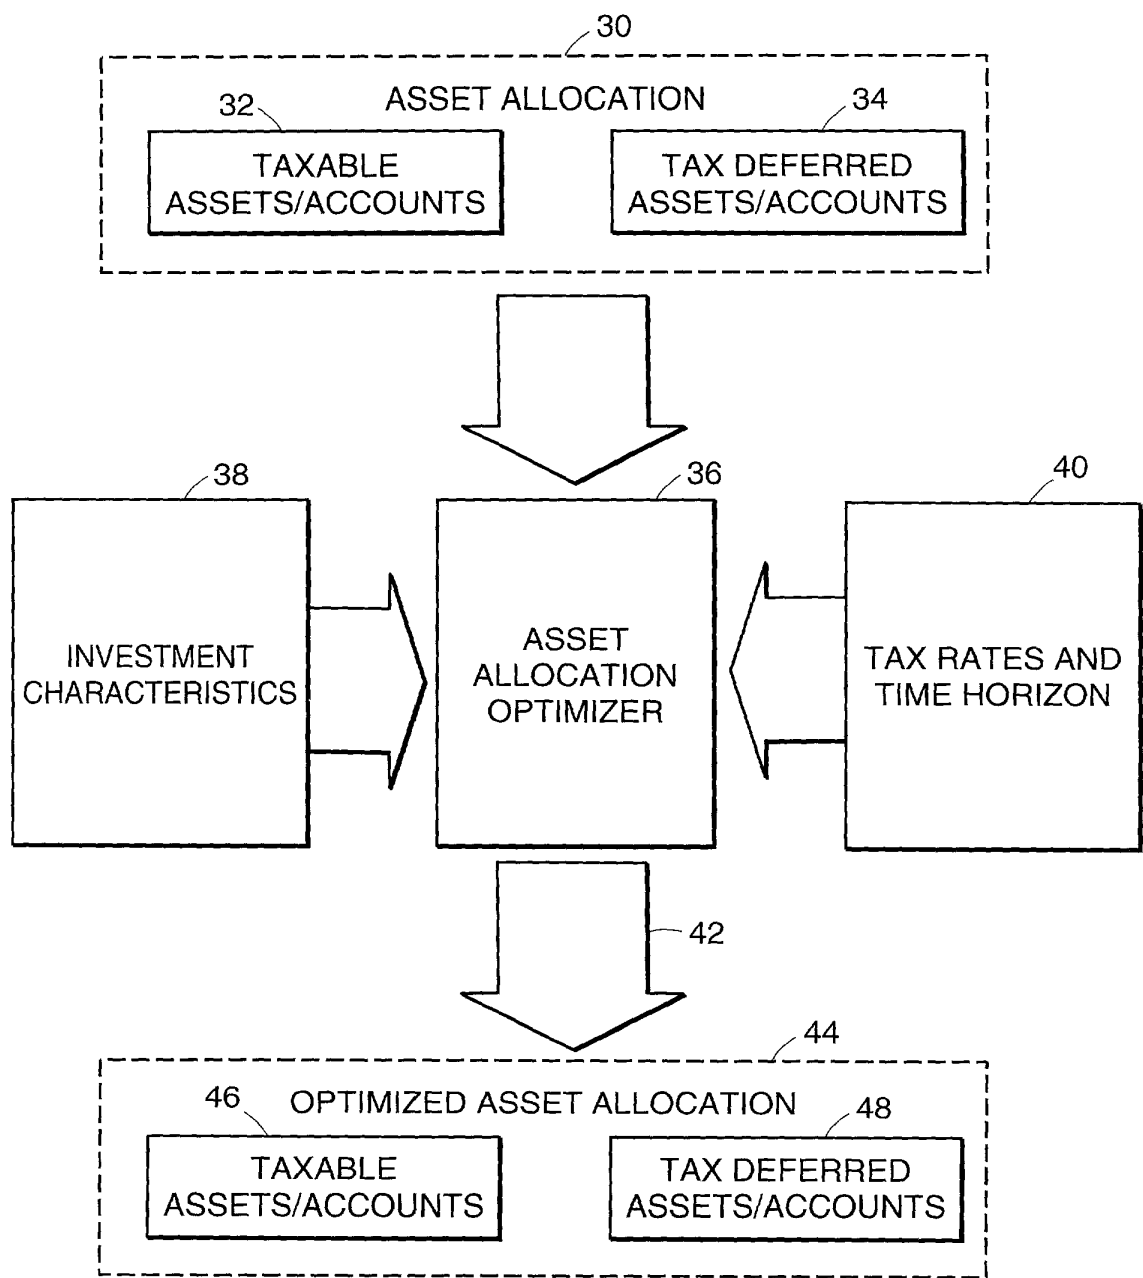 30
ASSET ALLOCATION
32
34
TAXABLE
ASSETS/ACCOUNTS
TAX DEFERRED
ASSETS/ACCOUNTS
38
36
40
INVESTMENT
CHARACTERISTICS
ASSET
ALLOCATION
OPTIMIZER
TAX RATES AND
TIME HORIZON
42
44
OPTIMIZED ASSET ALLOCATION
46
48
TAXABLE
ASSETS/ACCOUNTS
TAX DEFERRED
ASSETS/ACCOUNTS